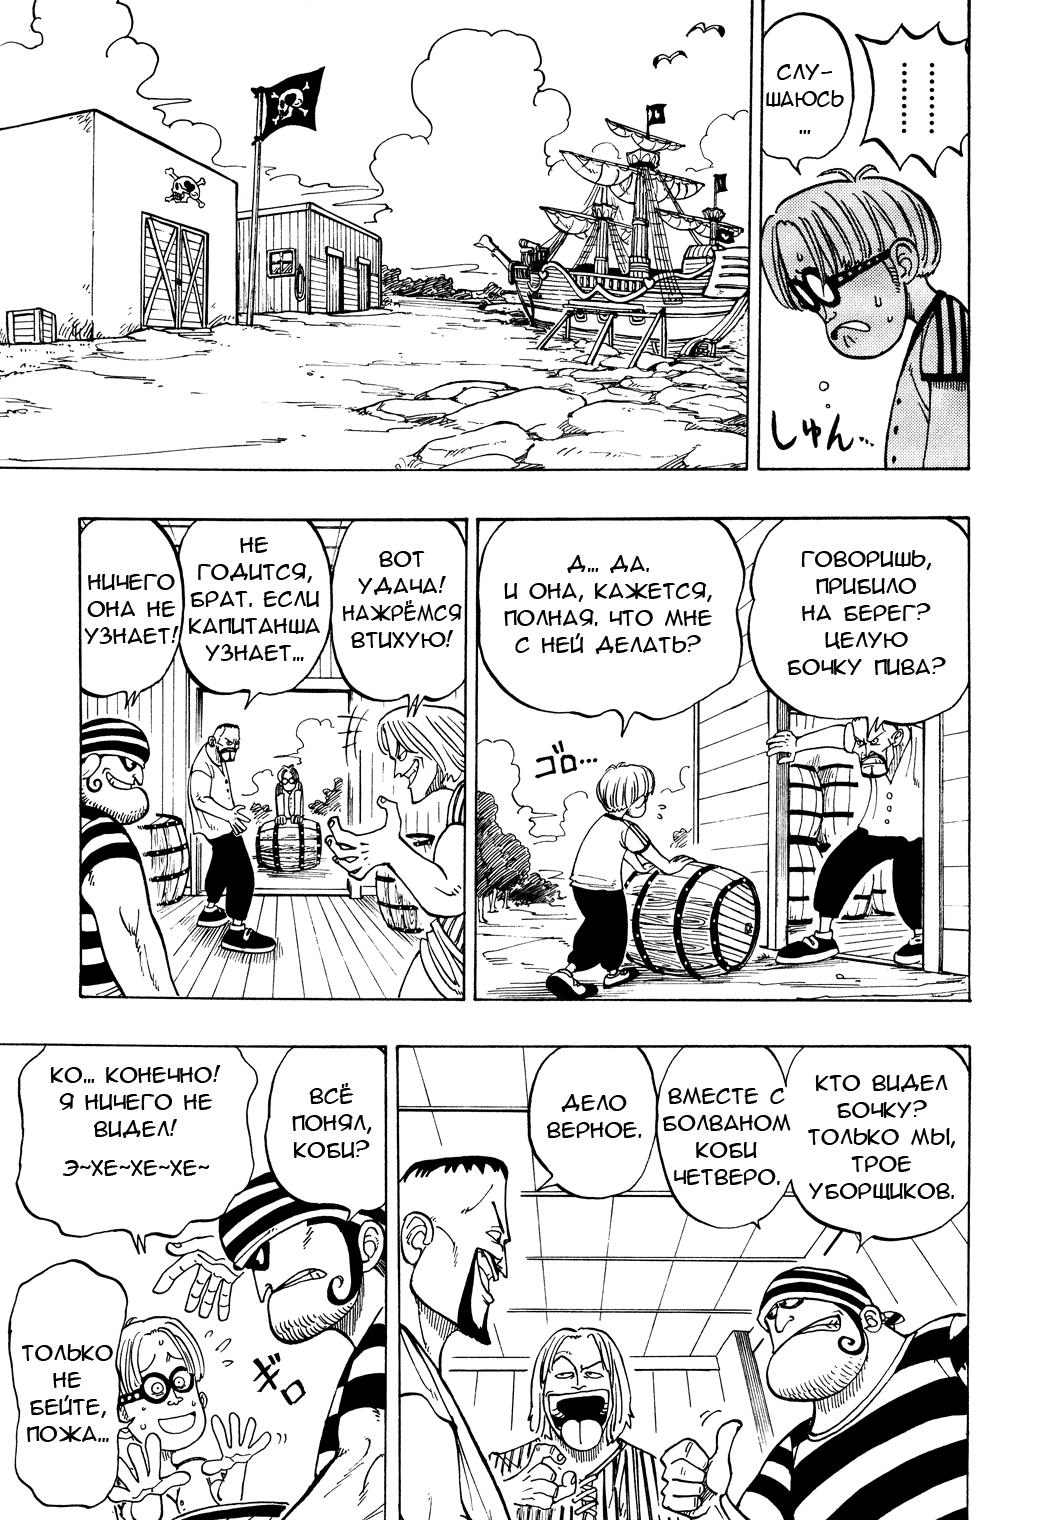 .........
.........
СЛУ-
ШАЮСЬ
...
しゅん...
ГОВОРИШЬ,
ПРИБИЛО
НА БЕРЕГ?
ЦЕЛУЮ
БОЧКУ ПИВА?
Д... ДА.
И ОНА, КАЖЕТСЯ,
ПОЛНАЯ. ЧТО МНЕ
С НЕЙ ДЕЛАТЬ?
ゴロ...
ВОТ
УДАЧА!
НАЖРЁМСЯ
ВТИХУЮ!
НЕ
ГОДИТСЯ,
БРАТ. ЕСЛИ
КАПИТАНША
УЗНАЕТ...
НИЧЕГО
ОНА НЕ
УЗНАЕТ!
КТО ВИДЕЛ
БОЧКУ?
ТОЛЬКО МЫ,
ТРОЕ
УБОРЩИКОВ.
ВМЕСТЕ С
БОЛВАНОМ
КОБИ
ЧЕТВЕРО.
ДЕЛО
ВЕРНОЕ.
ВСЁ
ПОНЯЛ,
КОБИ?
КО... КОНЕЧНО!
Я НИЧЕГО НЕ
ВИДЕЛ!
Э~ХЕ~ХЕ~ХЕ~
ギロ
ТОЛЬКО
НЕ
БЕЙТЕ,
ПОЖА...